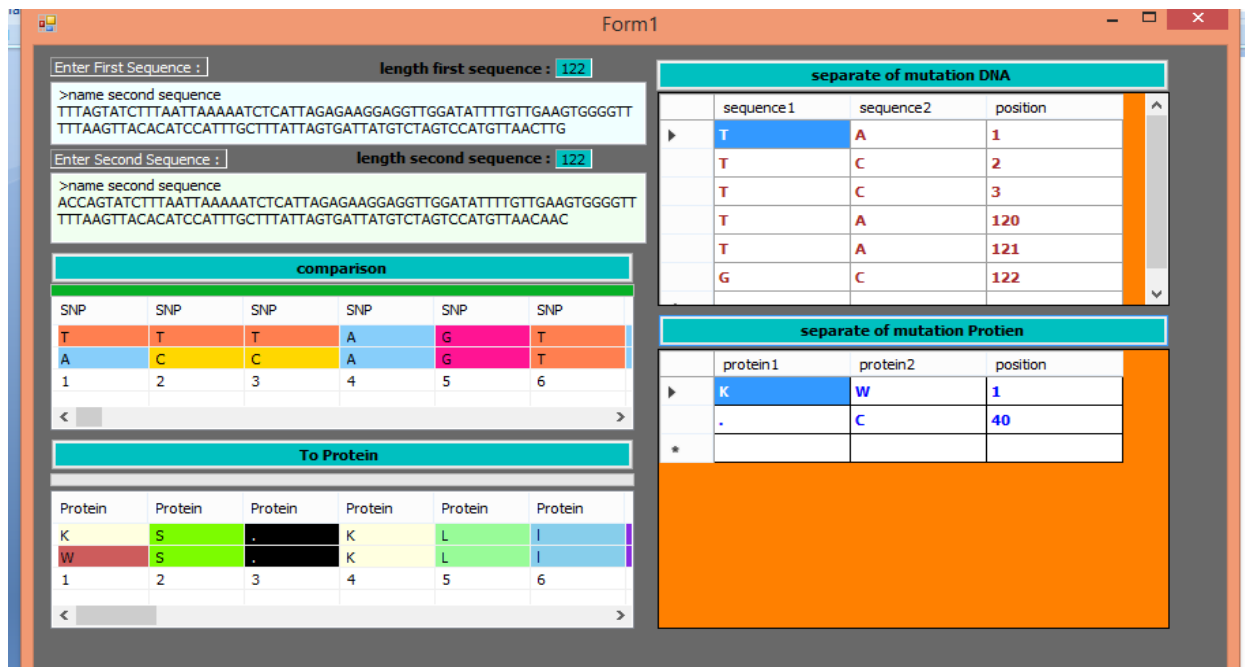 Form1
Enter First Sequence :
length first sequence : 122
>name second sequence
TTTAGTATCTTTAATTAAAAATCTCATTAGAGAAGGAGGTTGGATATTTTGTTGAAGTGGGGTT
TTTAAGTTACACATCCATTTGCTTTATTAGTGATTATGTCTAGTCCATGTTAACTTG
Enter Second Sequence :
length second sequence : 122
>name second sequence
ACCAGTATCTTTAATTAAAAATCTCATTAGAGAAGGAGGTTGGATATTTTGTTGAAGTGGGGTT
TTTAAGTTACACATCCATTTGCTTTATTAGTGATTATGTCTAGTCCATGTTAACAAC
comparison
SNP SNP SNP SNP SNP SNP
T T T A G T
A C C A G T
1 2 3 4 5 6
To Protein
Protein Protein Protein Protein Protein Protein
K S . K L I
W S . K L I
1 2 3 4 5 6
separate of mutation DNA
sequence1 sequence2 position
T A 1
T C 2
T C 3
T A 120
T A 121
G C 122
separate of mutation Protien
protein1 protein2 position
K W 1
. C 40
*